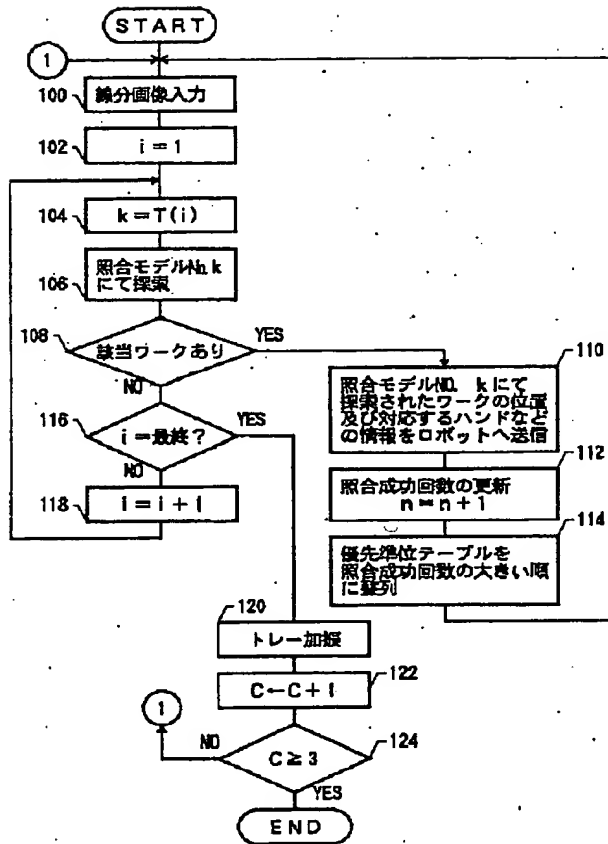 START
1
100
線分画像入力
102
i=1
104
k=T(i)
106
照合モデルNo.k
にて探索
108
該当ワークあり
YES
NO
110
照合モデルNO. kにて
探索されたワークの位置
及び対応するハンドなど
の情報をロボットへ送信
116
i=最終?
YES
NO
112
照合成功回数の更新
n=n+1
118
i=i+1
114
優先準位テーブルを
照合成功回数の大きい順
に整列
120
トレー加振
122
C←C+1
1
NO
C≥3
124
YES
END